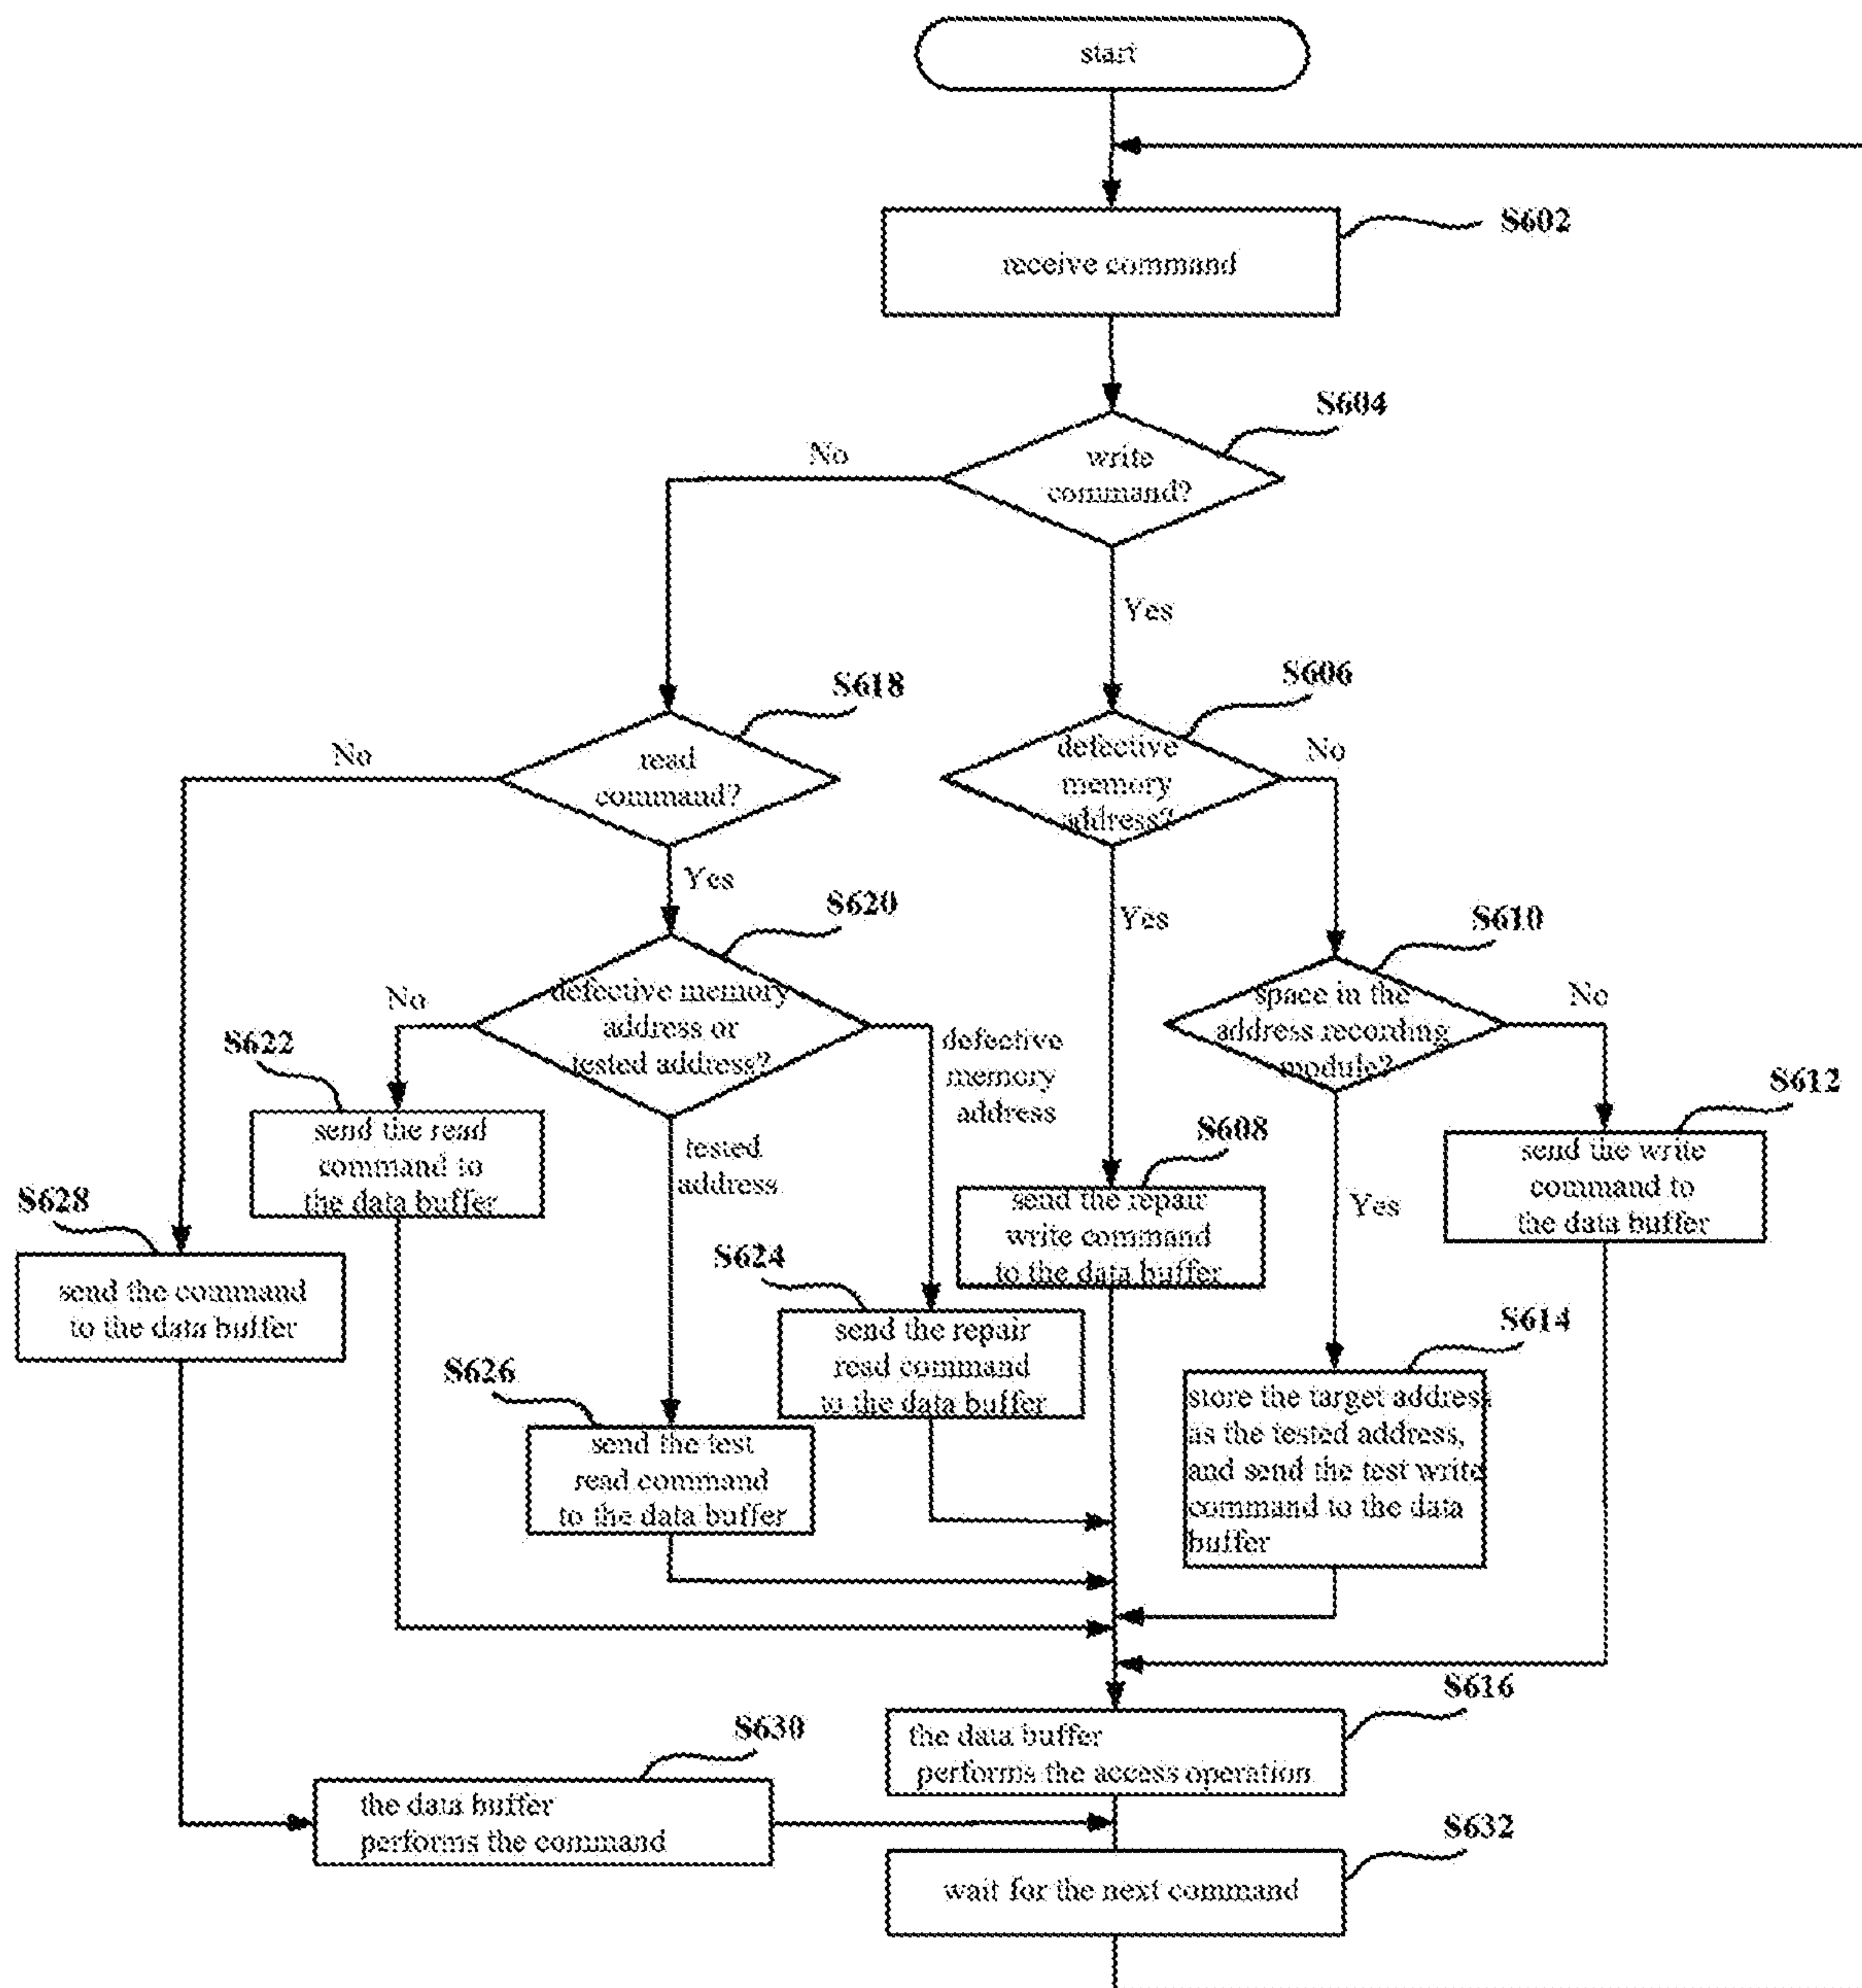 start
S602
receive command
S604
write
command?
No
Yes
S618
S606
read
command?
No
defective
memory
address?
No
Yes
S620
Yes
S610
defective memory
address or
tested address?
No
defective
memory
address
tested
address
space in the
address recording
module?
No
Yes
S622
send the read
command to
the data buffer
S612
send the write
command to
the data buffer
S608
send the repair
write command
to the data buffer
S628
send the command
to the data buffer
S624
send the repair
read command
to the data buffer
S614
store the target address
as the tested address,
and send the test write
command to the data
buffer
S626
send the test
read command
to the data buffer
S616
the data buffer
performs the access operation
S630
the data buffer
performs the command
S632
wait for the next command